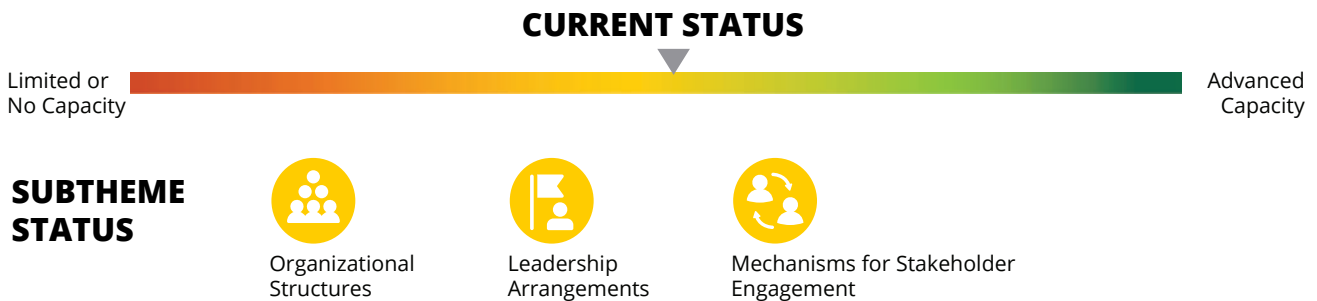 CURRENT STATUS
Limited or
No Capacity
Advanced
Capacity
SUBTHEME
STATUS
Organizational
Structures
Leadership
Arrangements
Mechanisms for Stakeholder
Engagement